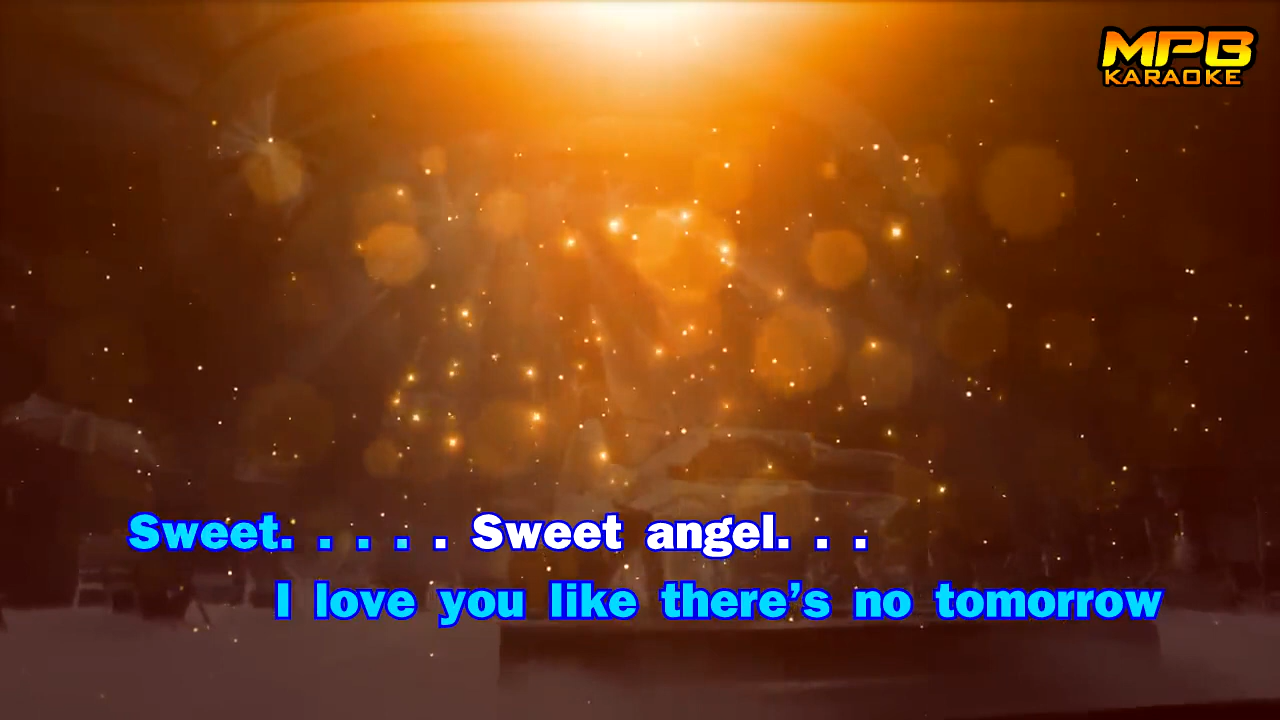 MPB
KARAOKE
Sweet. . . . . Sweet angel. . .
I love you like there’s no tomorrow